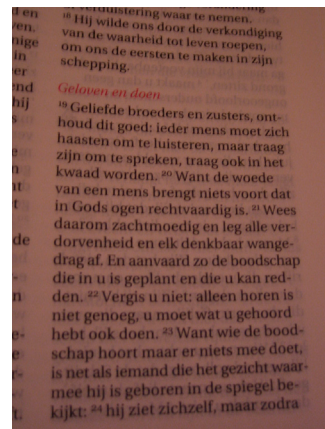 verduistering waar te nemen.
18 Hij wilde ons door de verkondiging
van de waarheid tot leven roepen,
om ons de eersten te maken in zijn
schepping.
Geloven en doen
19 Geliefde broeders en zusters, ont-
houd dit goed: ieder mens moet zich
haasten om te luisteren, maar traag
zijn om te spreken, traag ook in het
kwaad worden. 20 Want de woede
van een mens brengt niets voort dat
in Gods ogen rechtvaardig is. 21 Wees
daarom zachtmoedig en leg alle ver-
dorvenheid en elk denkbaar wange-
drag af. En aanvaard zo de boodschap
die in u is geplant en die u kan red-
den. 22 Vergis u niet: alleen horen is
niet genoeg, u moet wat u gehoord
hebt ook doen. 23 Want wie de bood-
schap hoort maar er niets mee doet,
is net als iemand die het gezicht waar-
mee hij is geboren in de spiegel be-
kijkt: 24 hij ziet zichzelf, maar zodra